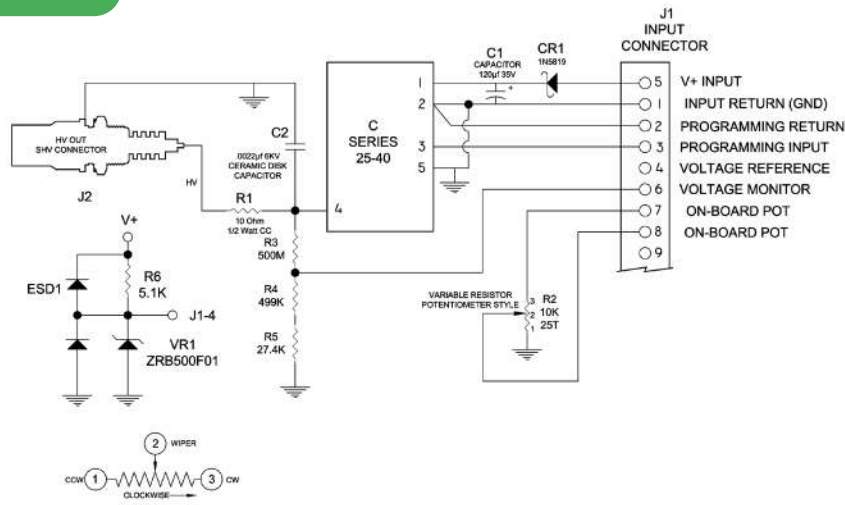 J1
INPUT
CONNECTOR
C1
CAPACITOR
120µf 35V
+
CR1
1N5819
5 V+ INPUT
1 INPUT RETURN (GND)
2 PROGRAMMING RETURN
3 PROGRAMMING INPUT
4 VOLTAGE REFERENCE
6 VOLTAGE MONITOR
7 ON-BOARD POT
8 ON-BOARD POT
9
C
SERIES
25-40
1
2
3
5
4
HV OUT
SHV CONNECTOR
J2
HV
C2
.0022µf 6KV
CERAMIC DISK
CAPACITOR
R1
10 Ohm
1/2 Watt CC
R3
500M
R4
499K
R5
27.4K
VARIABLE RESISTOR
POTENTIOMETER STYLE
3
2
1
R2
10K
25T
V+
ESD1
R6
5.1K
J1-4
VR1
ZRB500F01
2 WIPER
CCW 1
3 CW
CLOCKWISE